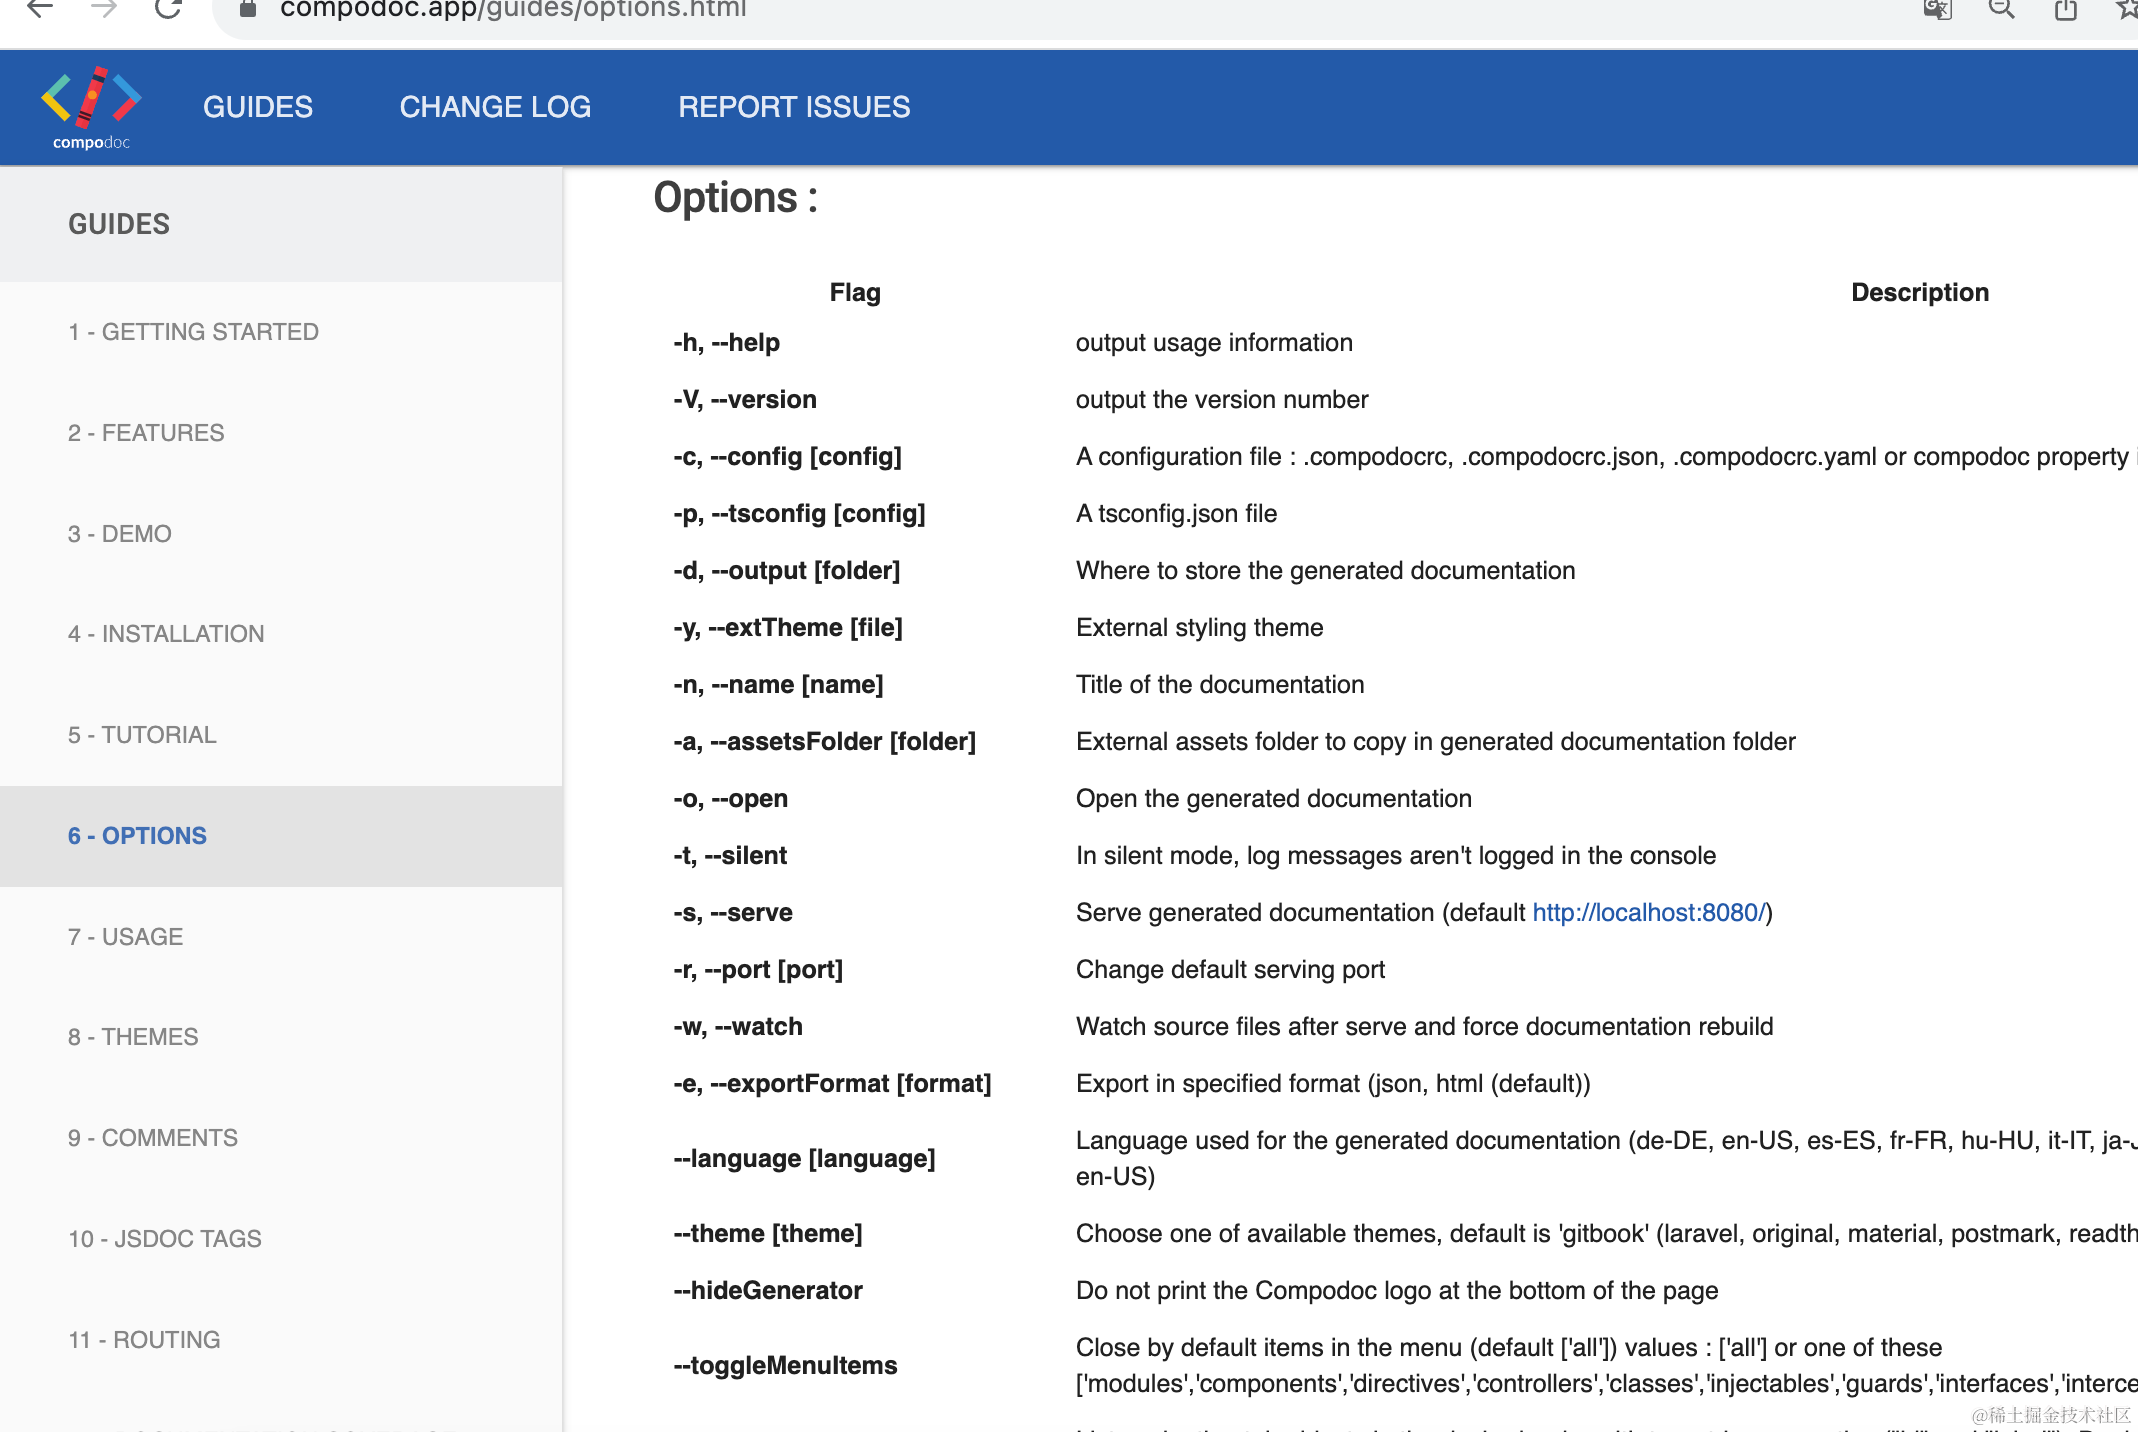 compodoc.app/guides/options.html
compodoc
GUIDES
CHANGE LOG
REPORT ISSUES
GUIDES
1 - GETTING STARTED
2 - FEATURES
3 - DEMO
4 - INSTALLATION
5 - TUTORIAL
6 - OPTIONS
7 - USAGE
8 - THEMES
9 - COMMENTS
10 - JSDOC TAGS
11 - ROUTING
Options :
Flag Description
-h, --help output usage information
-V, --version output the version number
-c, --config [config] A configuration file : .compodocrc, .compodocrc.json, .compodocrc.yaml or compodoc property
-p, --tsconfig [config] A tsconfig.json file
-d, --output [folder] Where to store the generated documentation
-y, --extTheme [file] External styling theme
-n, --name [name] Title of the documentation
-a, --assetsFolder [folder] External assets folder to copy in generated documentation folder
-o, --open Open the generated documentation
-t, --silent In silent mode, log messages aren't logged in the console
-s, --serve Serve generated documentation (default http://localhost:8080/)
-r, --port [port] Change default serving port
-w, --watch Watch source files after serve and force documentation rebuild
-e, --exportFormat [format] Export in specified format (json, html (default))
--language [language] Language used for the generated documentation (de-DE, en-US, es-ES, fr-FR, hu-HU, it-IT, ja-
en-US)
--theme [theme] Choose one of available themes, default is 'gitbook' (laravel, original, material, postmark, readth
--hideGenerator Do not print the Compodoc logo at the bottom of the page
--toggleMenuItems Close by default items in the menu (default ['all']) values : ['all'] or one of these
['modules','components','directives','controllers','classes','injectables','guards','interfaces','interce
@稀土掘金技术社区